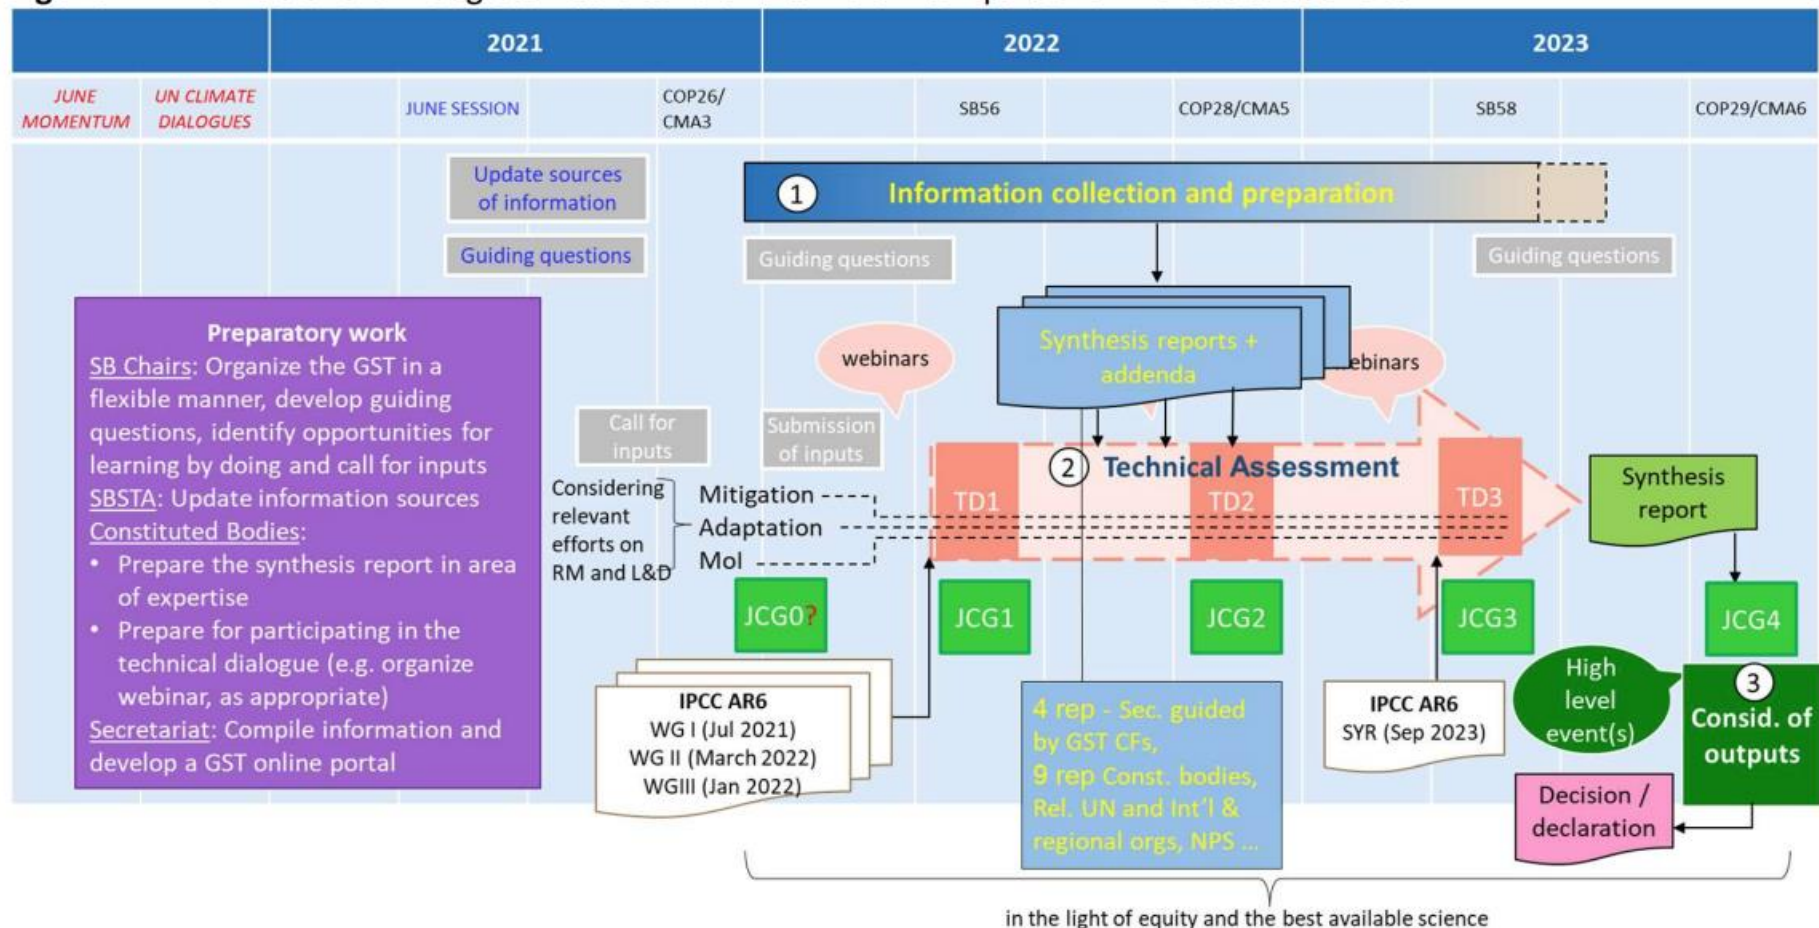 2021
2022
2023
JUNE
MOMENTUM
UN CLIMATE
DIALOGUES
JUNE SESSION
COP26/
CMA3
SB56
COP28/CMA5
SB58
COP29/CMA6
Update sources
of information
1
Information collection and preparation
Guiding questions
Guiding questions
Guiding questions
Preparatory work
SB Chairs: Organize the GST in a
flexible manner, develop guiding
questions, identify opportunities for
learning by doing and call for inputs
SBSTA: Update information sources
Constituted Bodies:
• Prepare the synthesis report in area
of expertise
• Prepare for participating in the
technical dialogue (e.g. organize
webinar, as appropriate)
Secretariat: Compile information and
develop a GST online portal
webinars
Synthesis reports +
addenda
ebinars
Call for
inputs
Submission
of inputs
2
Technical Assessment
Considering
relevant
efforts on
RM and L&D
Mitigation
Adaptation
MoI
TD1
TD2
TD3
Synthesis
report
JCG0?
JCG1
JCG2
JCG3
JCG4
IPCC AR6
WG I (Jul 2021)
WG II (March 2022)
WGIII (Jan 2022)
4 rep - Sec. guided
by GST CFs,
9 rep Const. bodies,
Rel. UN and Int'l &
regional orgs, NPS ...
IPCC AR6
SYR (Sep 2023)
High
level
event(s)
3
Consid. of
outputs
Decision /
declaration
in the light of equity and the best available science